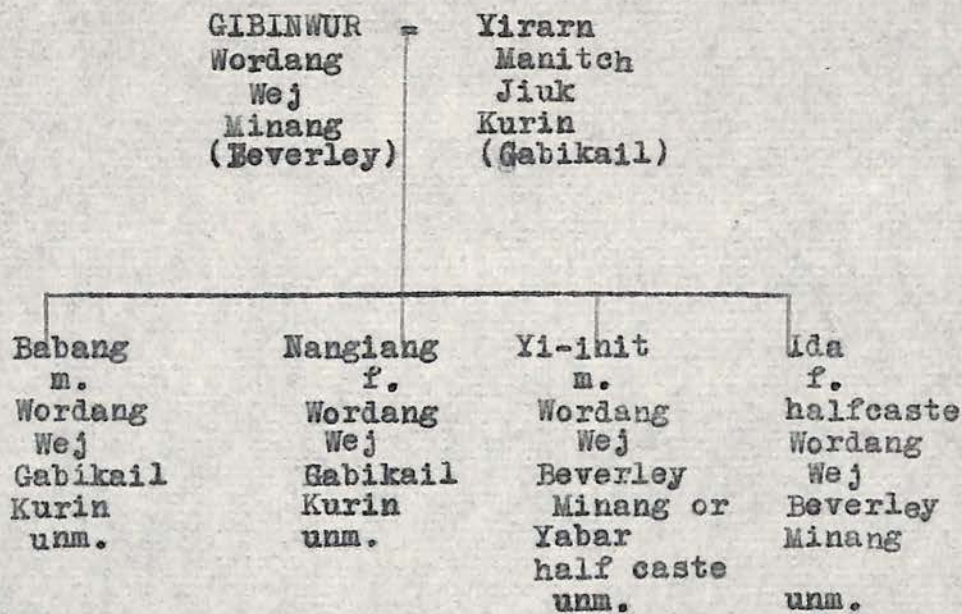 GIBINWUR = Yirarn
Wordang Manitch
Wej Jiuk
Minang Kurin
(Beverley) (Gabikail)
Babang Nangiang Yi-init Ida
m. f. m. f.
Wordang Wordang Wordang halfcaste
Wej Wej Wej Wordang
Gabikail Gabikail Beverley Wej
Kurin Kurin Minang or Beverley
unm. unm. Yabar Minang
half caste
unm. unm.